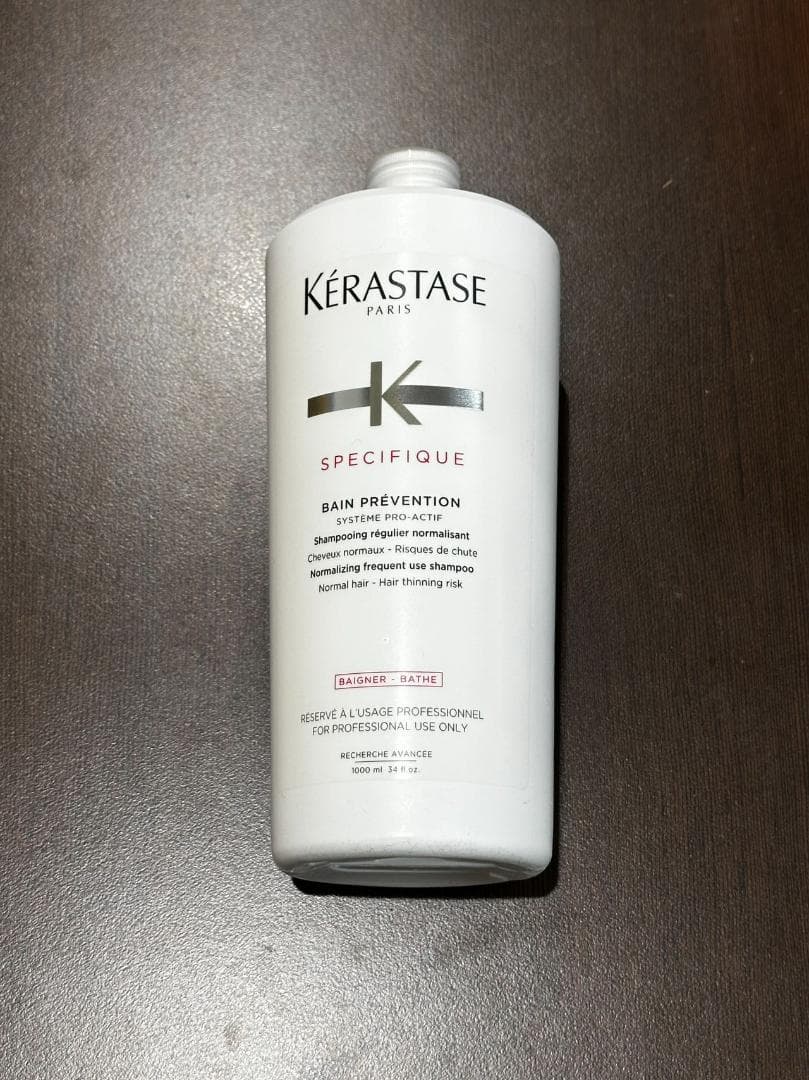 KÉRASTASE
PARIS
K
SPECIFIQUE
BAIN PRÉVENTION
SYSTÈME PRO-ACTIF
Shampooing régulier normalisant
Cheveux normaux - Risques de chute
Normalizing frequent use shampoo
Normal hair - Hair thinning risk
BAIGNER - BATHE
RÉSERVÉ À L'USAGE PROFESSIONNEL
FOR PROFESSIONAL USE ONLY
RECHERCHE AVANCÉE
1000 ml 34 fl oz.